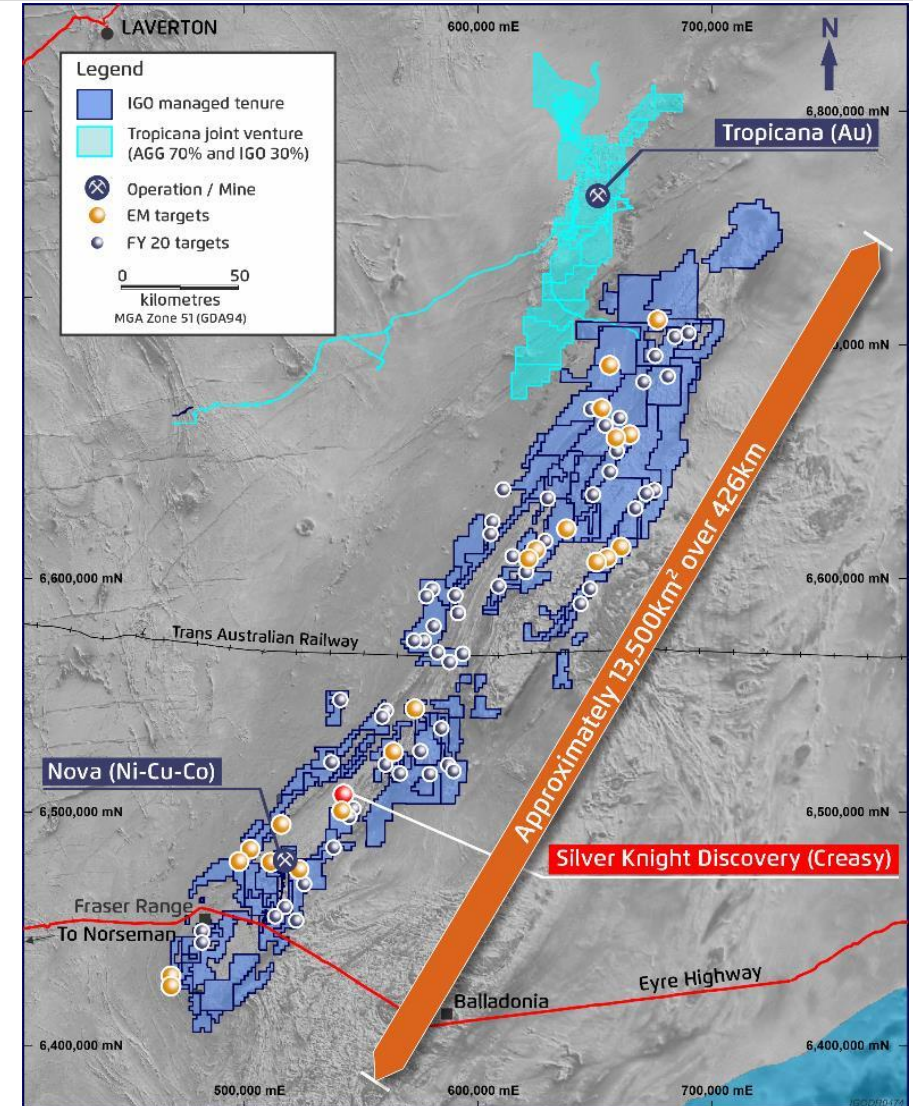 600,000 mE
700,000 mE
LAVERTON
N
Legend
IGO managed tenure
Tropicana joint venture
(AGG 70% and IGO 30%)
Operation / Mine
EM targets
FY 20 targets
0 50
kilometres
MGA Zone 51 (GDA94)
6,800,000 mN
Tropicana (Au)
,000 mN
Approximately 13,500km² over 426km
6,600,000 mN
6,600,000 mN
Trans Australian Railway
Nova (Ni-Cu-Co)
6,500,000 mN
6,500,000 mN
Silver Knight Discovery (Creasy)
Fraser Range
To Norseman
Eyre Highway
Balladonia
6,400,000 mN
6,400,000 mN
500,000 mE
600,000 mE
700,000 mE